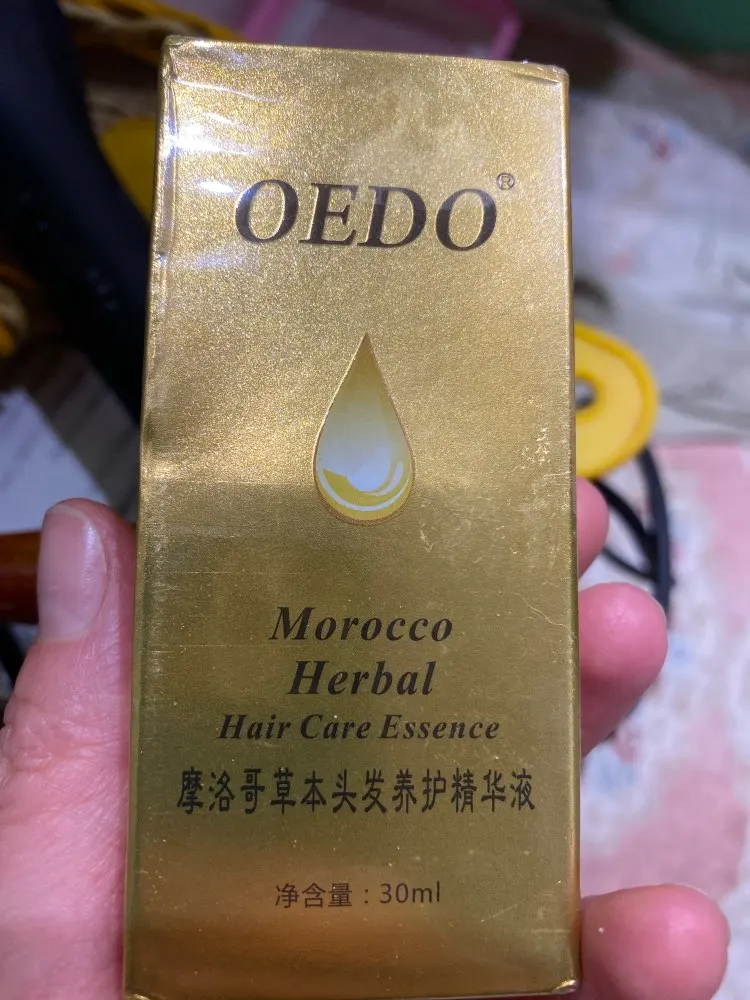 OEDO®
Morocco
Herbal
Hair Care Essence
摩洛哥草本头发养护精华液
净含量：30ml